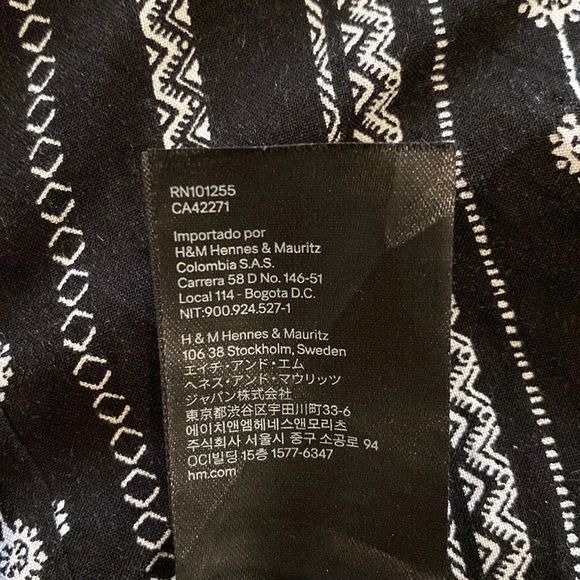 RN101255
CA42271
Importado por
H&M Hennes & Mauritz
Colombia S.A.S.
Carrera 58 D No. 146-51
Local 114 - Bogota D.C.
NIT:900.924.527-1
H & M Hennes & Mauritz
106 38 Stockholm, Sweden
エイチ・アンド・エム
ヘネス・アンド・マウリッツ
ジャパン株式会社
東京都渋谷区宇田川町33-6
에이치앤엠헤네스앤모리츠
주식회사 서울시 중구 소공로 94
OCI빌딩 15층 1577-6347
hm.com